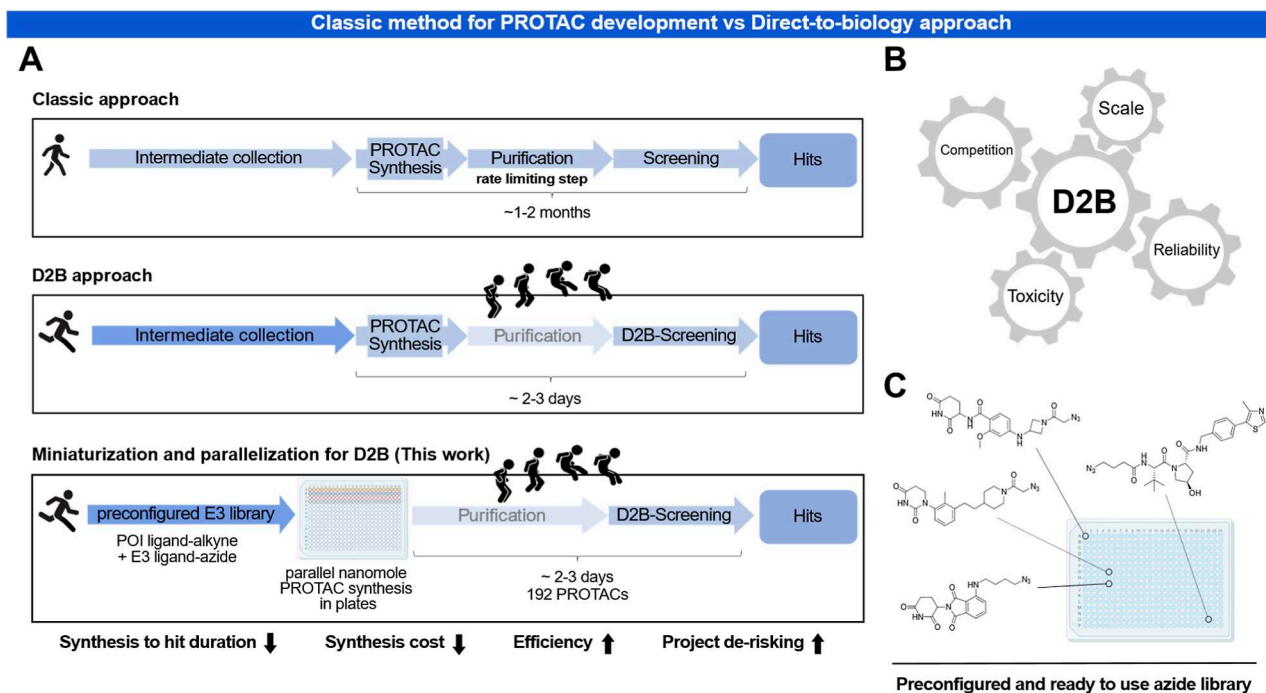 Classic method for PROTAC development vs Direct-to-biology approach
A
Classic approach
Intermediate collection
PROTAC
Synthesis
Purification
rate limiting step
Screening
Hits
~1-2 months
D2B approach
Intermediate collection
PROTAC
Synthesis
Purification
D2B-Screening
Hits
~ 2-3 days
Miniaturization and parallelization for D2B (This work)
preconfigured E3 library
POI ligand-alkyne
+ E3 ligand-azide
parallel nanomole
PROTAC synthesis
in plates
Purification
D2B-Screening
Hits
~ 2-3 days
192 PROTACs
Synthesis to hit duration
Synthesis cost
Efficiency
Project de-risking
B
Scale
Competition
D2B
Reliability
Toxicity
C
Preconfigured and ready to use azide library